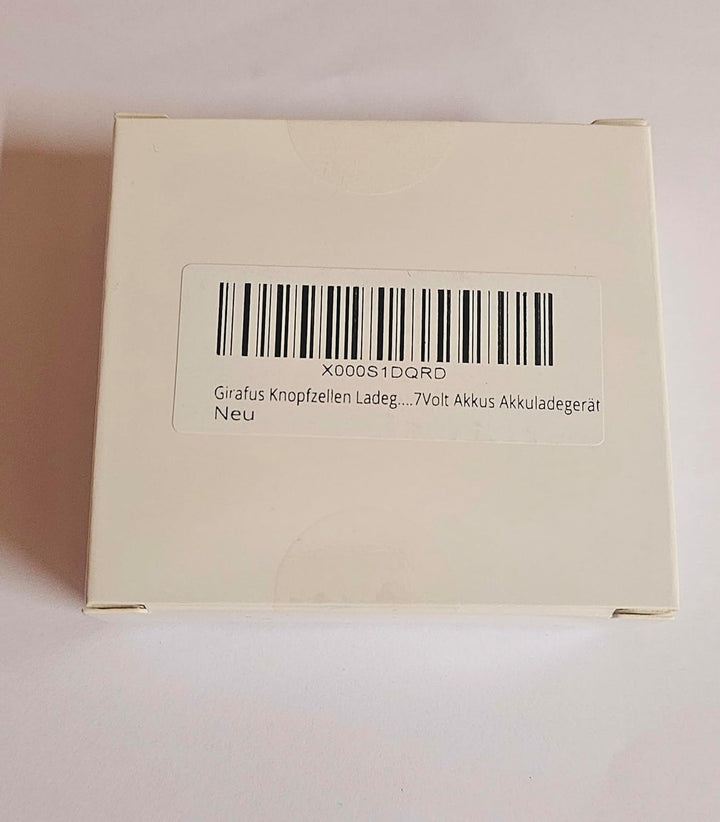 X000S1DQRD
Girafus Knopfzellen Ladeg....7Volt Akkus Akkuladegerät
Neu